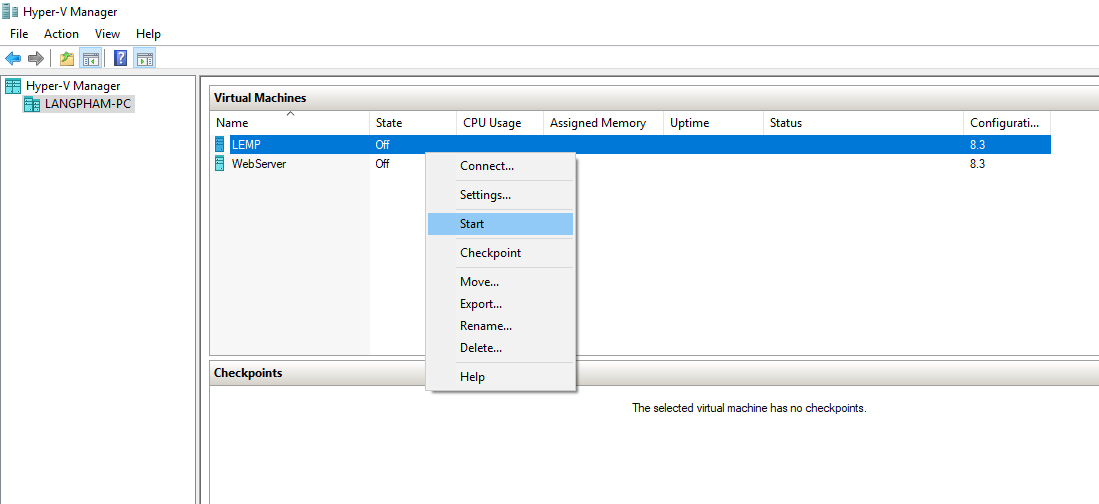 Hyper-V Manager
File Action View Help
Hyper-V Manager
LANGPHAM-PC
Virtual Machines
Name State CPU Usage Assigned Memory Uptime Status Configurati...
LEMP Off 8.3
WebServer Off 8.3
Connect...
Settings...
Start
Checkpoint
Move...
Export...
Rename...
Delete...
Help
Checkpoints
The selected virtual machine has no checkpoints.